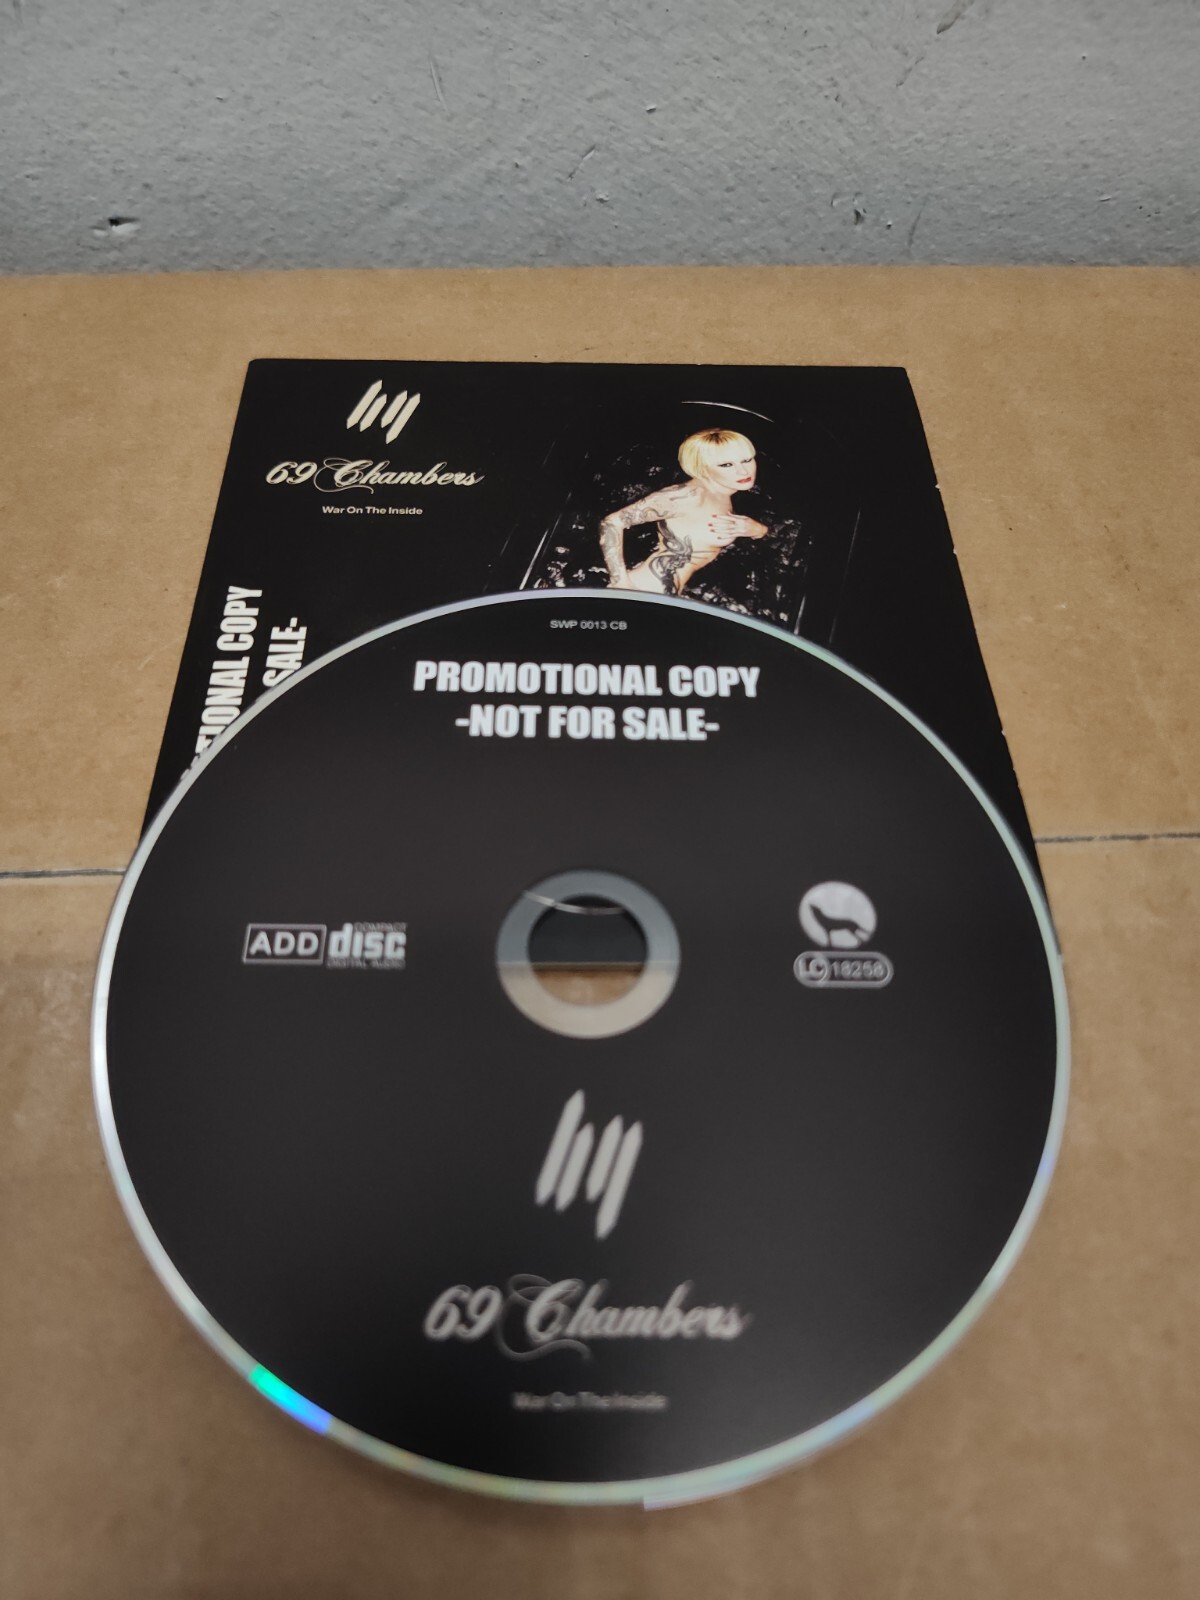 69 Chambers
War On The Inside
TIONAL COPY
SALE-
SWP 0013 CB
PROMOTIONAL COPY
-NOT FOR SALE-
ADD
COMPACT
disc
DIGITAL AUDIO
LC 18258
69 Chambers
War On The Inside